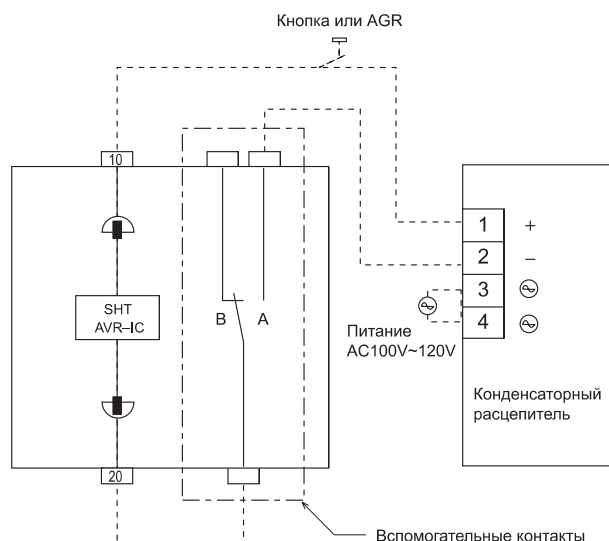 Кнопка или AGR
10
1 +
2 –
3
4
SHT
AVR–IC
B A
Питание
AC100V~120V
Конденсаторный
расцепитель
20
Вспомогательные контакты